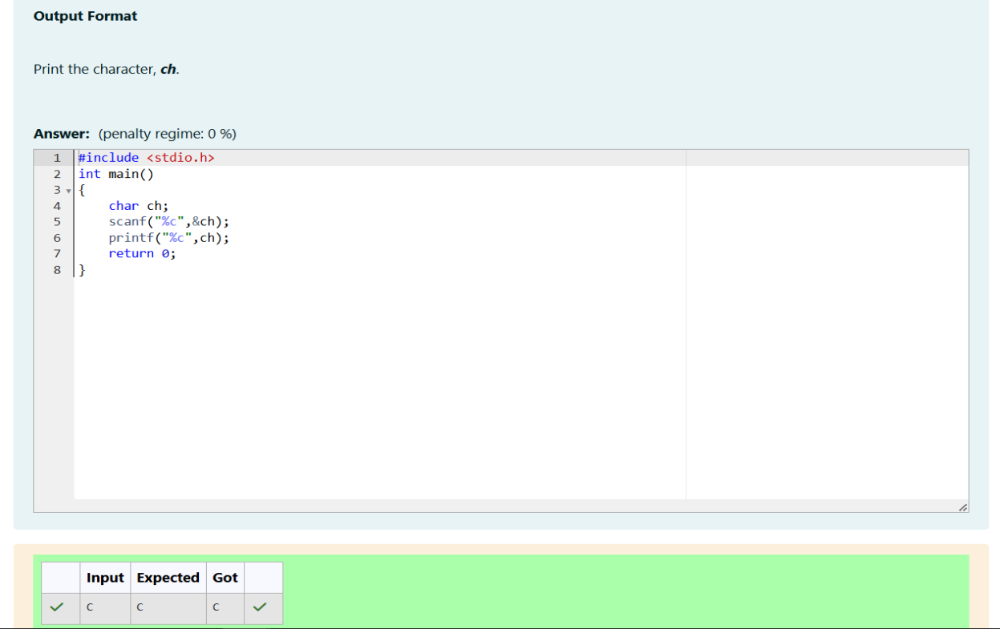 Output Format
Print the character, ch.
Answer: (penalty regime: 0 %)
1 #include <stdio.h>
2 int main()
3 {
4     char ch;
5     scanf("%c",&ch);
6     printf("%c",ch);
7     return 0;
8 }
Input Expected Got
C C C